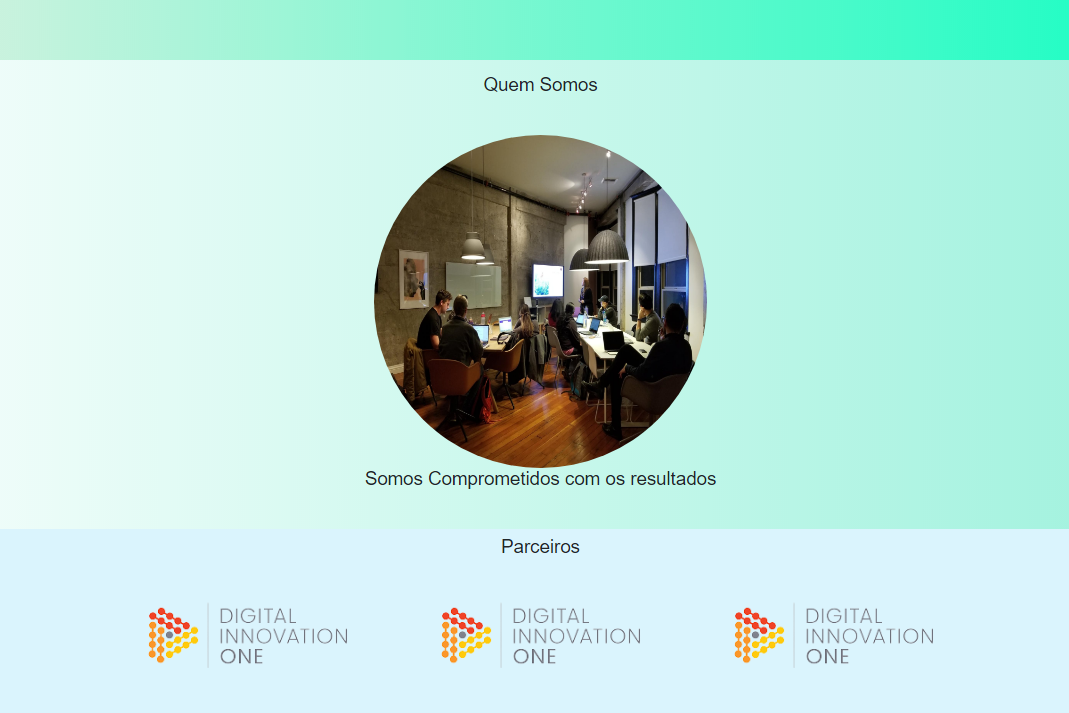 Quem Somos
Somos Comprometidos com os resultados
Parceiros
DIGITAL
INNOVATION
ONE
DIGITAL
INNOVATION
ONE
DIGITAL
INNOVATION
ONE